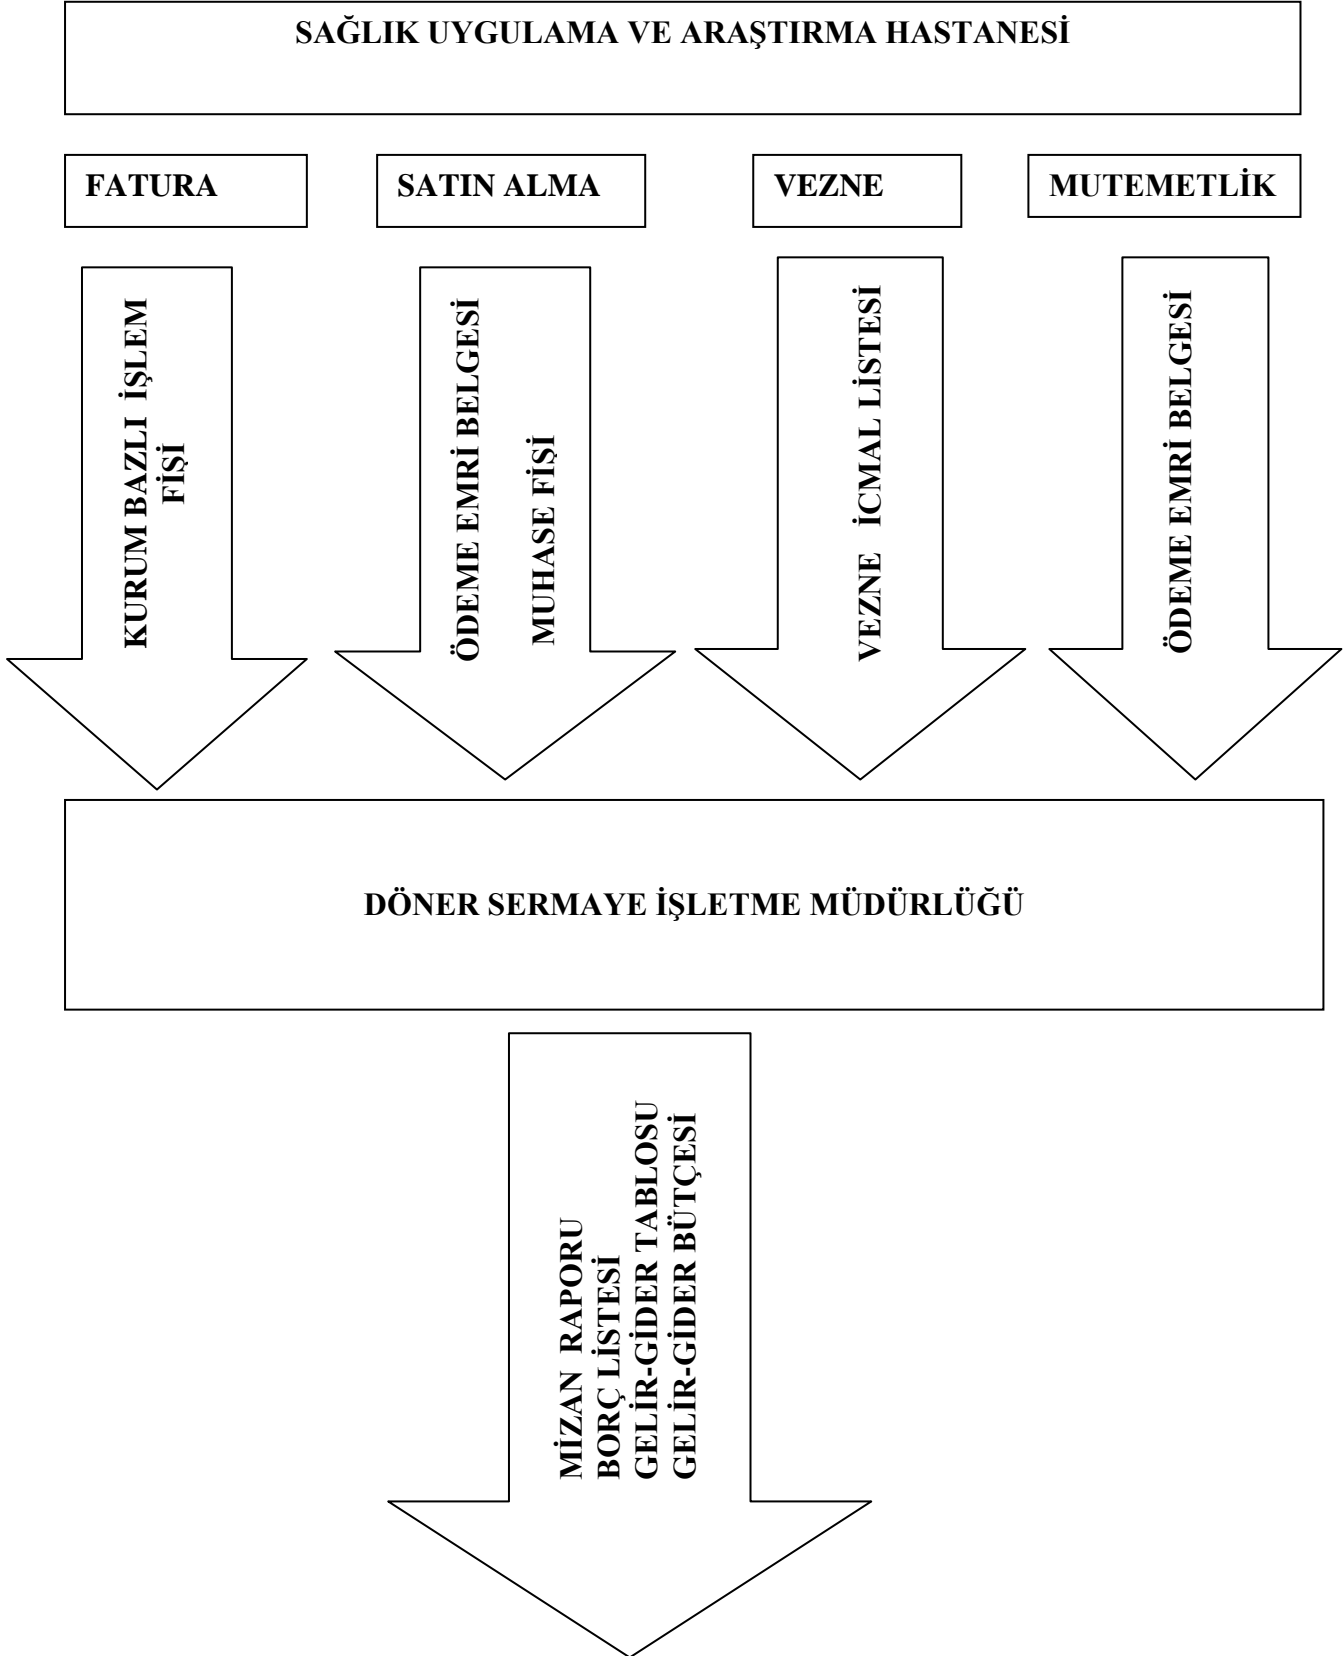 SAĞLIK UYGULAMA VE ARAŞTIRMA HASTANESİ
FATURA
SATIN ALMA
VEZNE
MUTEMETLİK
KURUM BAZLI İŞLEM
FİŞİ
ÖDEME EMRİ BELGESİ
MUHASE FİŞİ
VEZNE İCMAL LİSTESİ
ÖDEME EMRİ BELGESİ
DÖNER SERMAYE İŞLETME MÜDÜRLÜĞÜ
MİZAN RAPORU
BORÇ LİSTESİ
GELİR-GİDER TABLOSU
GELİR-GİDER BÜTÇESİ